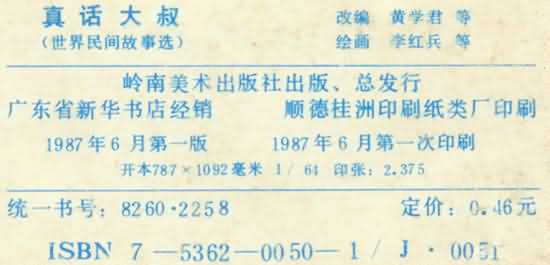 真话大叔 改编 黄学君 等
(世界民间故事选) 绘画 李红兵 等
岭南美术出版社出版、总发行
广东省新华书店经销 顺德桂洲印刷纸类厂印刷
1987年6月第一版 1987年6月第一次印刷
开本787×1092毫米 1/64 印张:2.375
统一书号:8260·2258 定价:0.46元
ISBN 7—5362—0050—1/J·0051